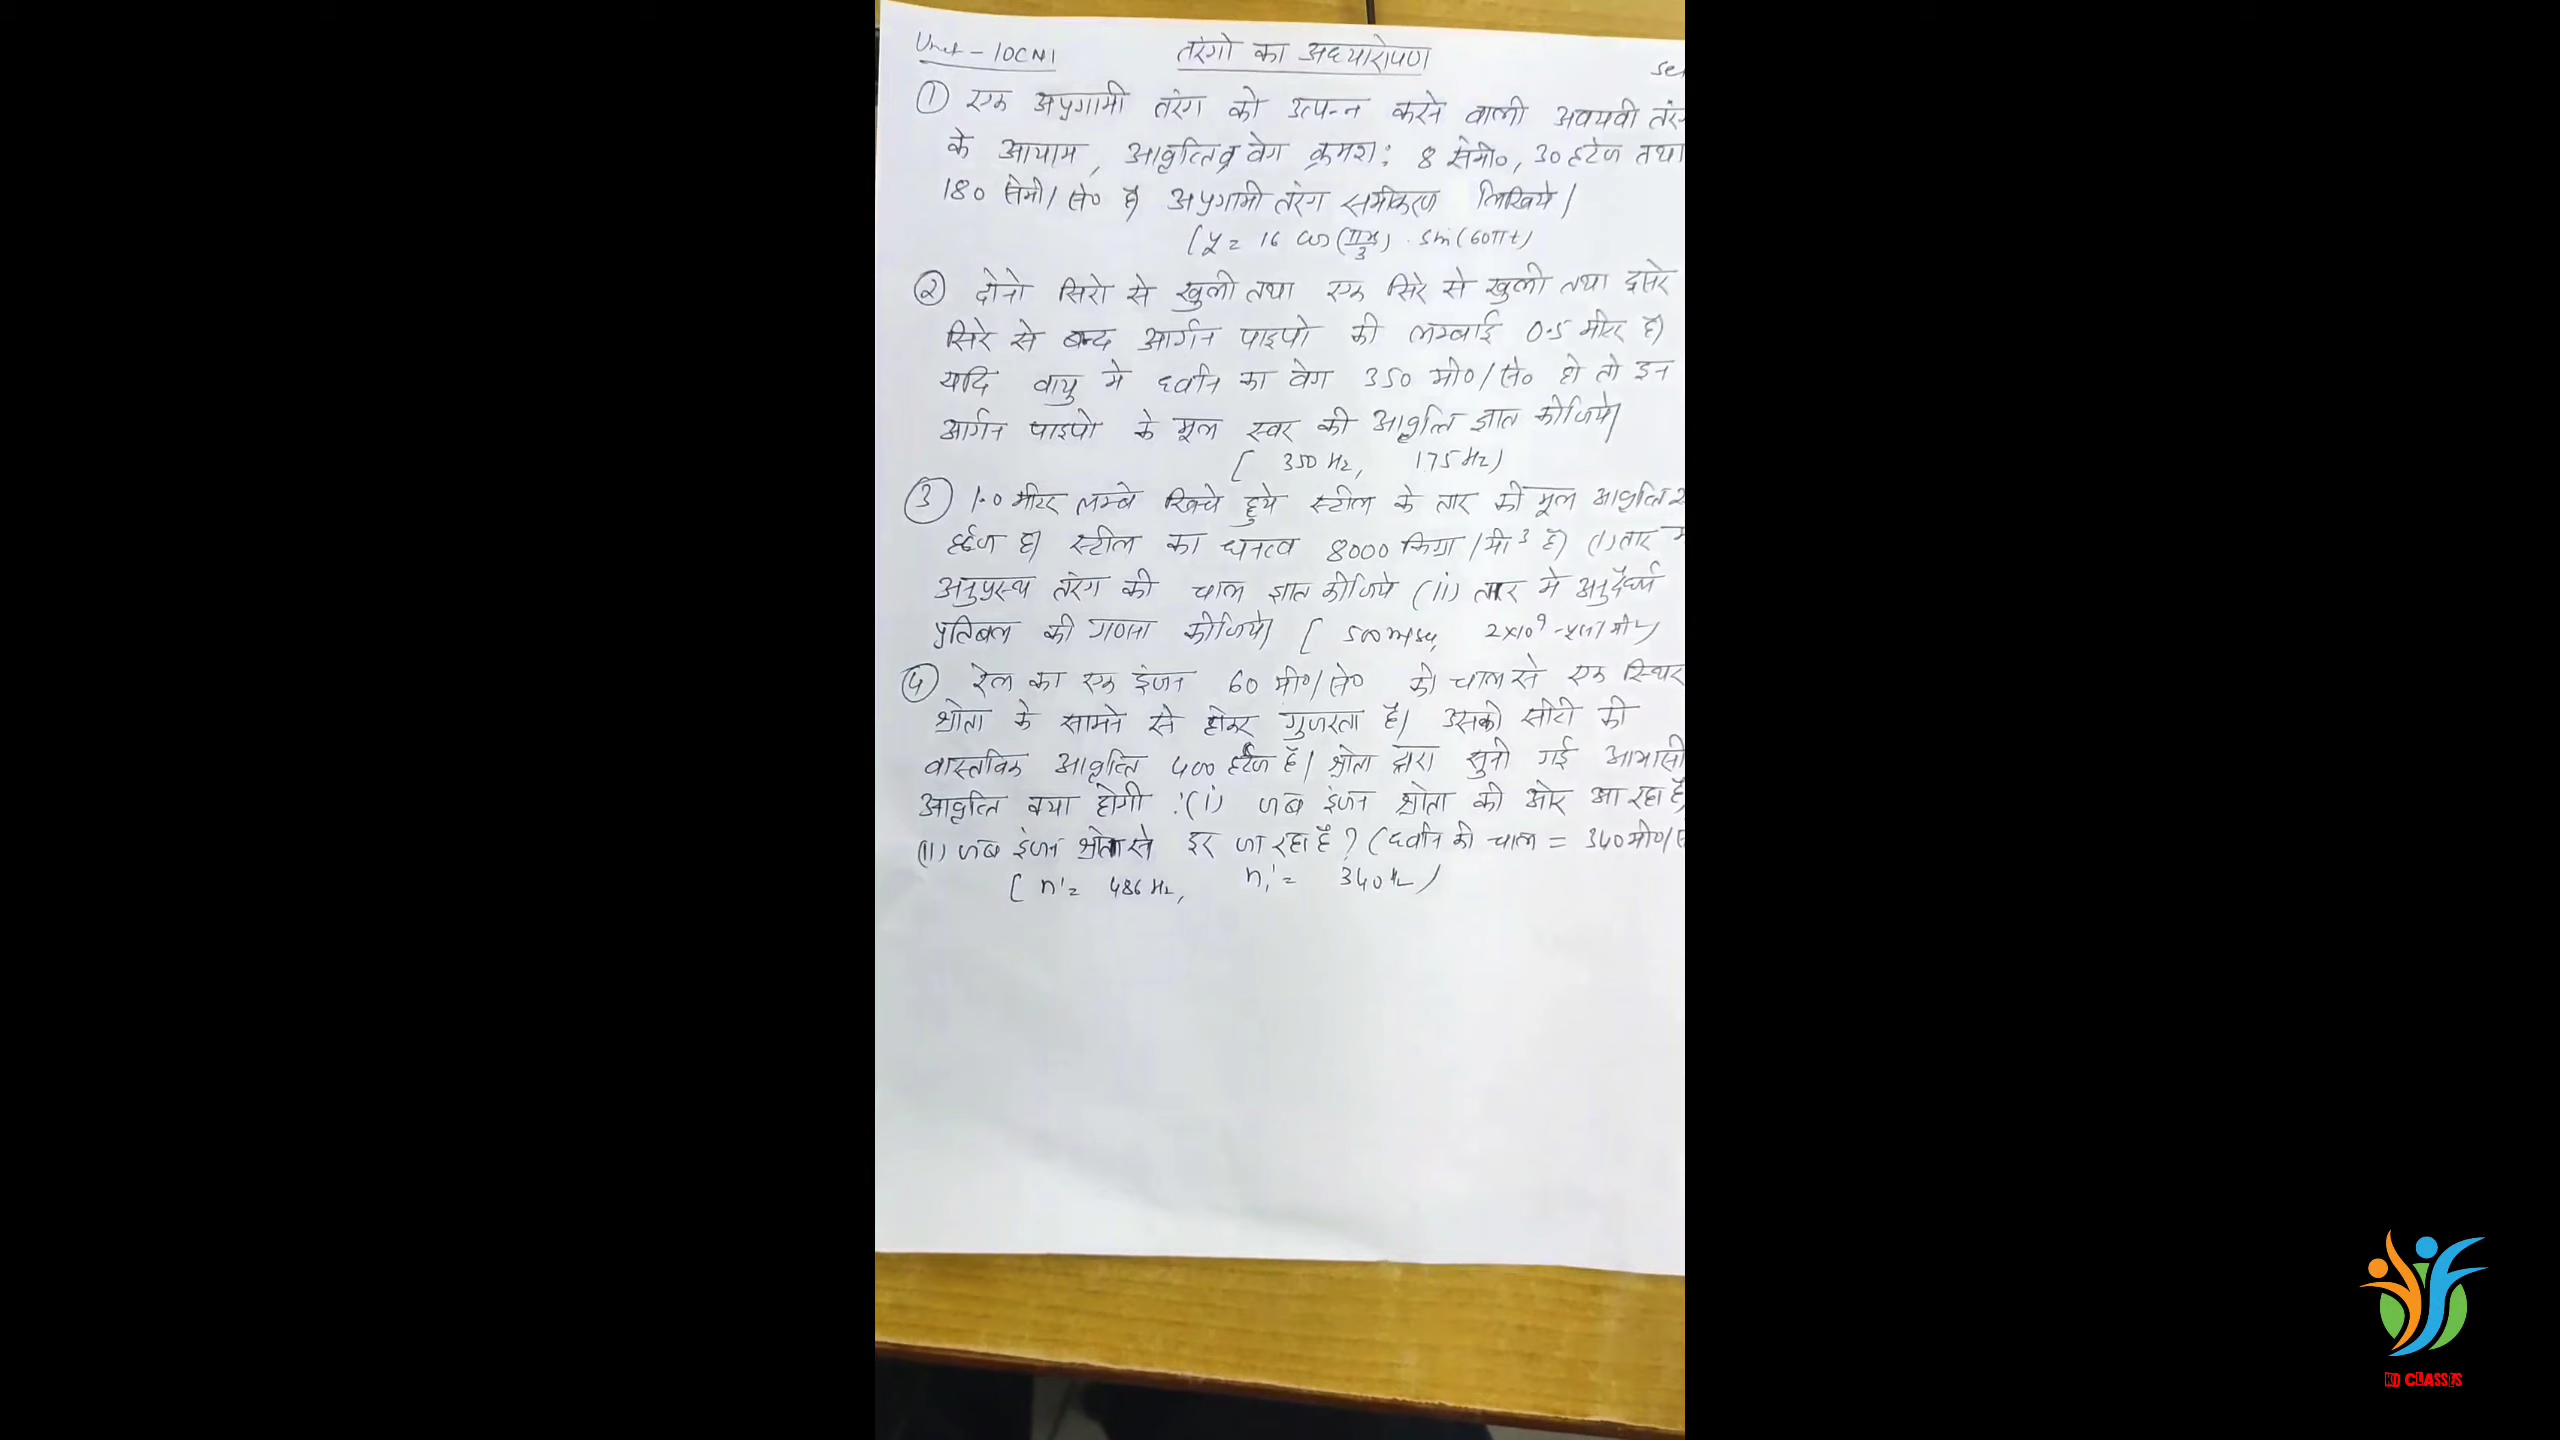 Unit-10CN1 तरंगो का अध्यारोपण
① एक अप्रगामी तरंग को उत्पन्न करने वाली अवयवी
के आयाम, आवृत्ति व वेग क्रमश: 8 सेमी०, 30 हर्टज तथा
180 सेमी/से० है। अप्रगामी तरंग समीकरण लिखिये।
[y = 16 cos(πx/3) . sin(60πt)
② दोनो सिरो से खुली तथा एक सिरे से खुली तथा दूसरे
सिरे से बन्द आर्गन पाइपो की लम्बाई 0.5 मीटर है।
यदि वायु मे ध्वनि का वेग 350 मी०/से० हो तो इन
आर्गन पाइपो के मूल स्वर की आवृत्ति ज्ञात कीजिये।
[350 Hz, 175 Hz)
③ 1.0 मीटर लम्बे खिंचे हुये स्टील के तार की मूल आवृत्ति
हर्टज है। स्टील का घनत्व 8000 किग्रा/मी³ है। (i) तार
अनुप्रस्थ तरंग की चाल ज्ञात कीजिये (ii) तार मे अनुदैर्घ्य
प्रतिबल की गणना कीजिये। [500 m/sec, 2×10⁹
④ रेल का एक इंजन 60 मी०/से० की चाल से एक स्थिर
श्रोता के सामने से होकर गुजरता है। उसकी सीटी की
वास्तविक आवृत्ति 400 हर्टज है। श्रोता द्वारा सुनी गई आभासी
आवृत्ति क्या होगी :(i) जब इंजन श्रोता की ओर आ रहा है,
(ii) जब इंजन श्रोता से दूर जा रहा है? (ध्वनि की चाल = 340 मी०/
[n' = 486 Hz, n₁' = 340 Hz)
KD CLASSES